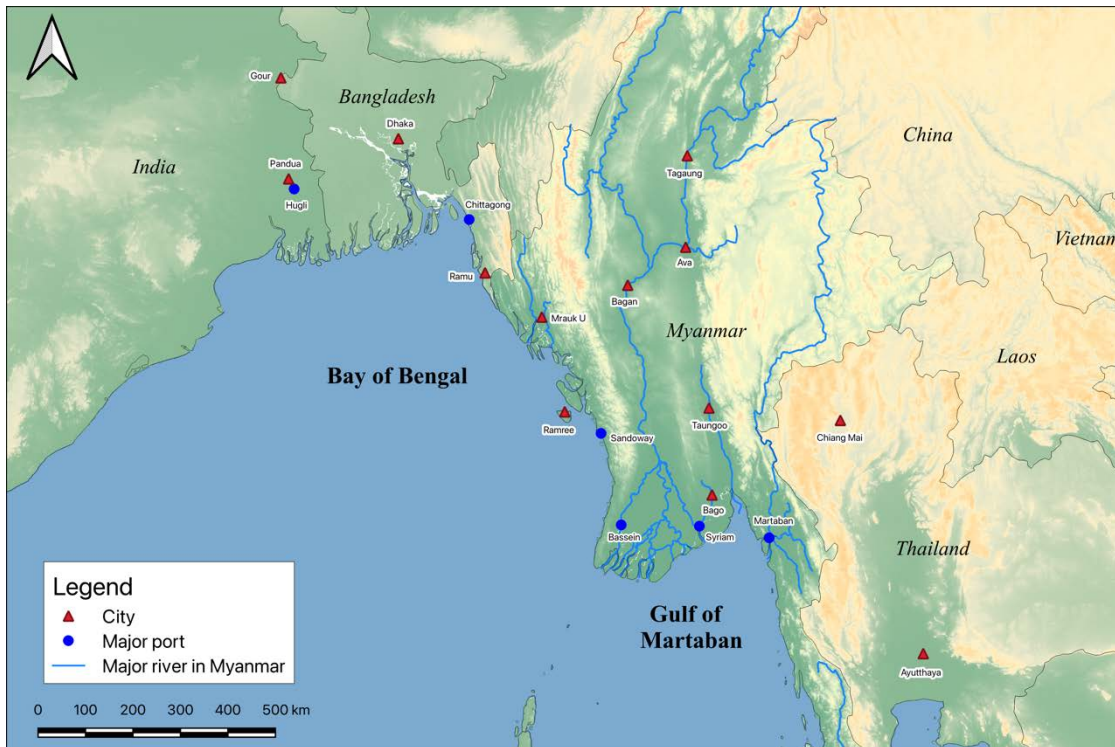 Gour
Bangladesh
Dhaka
China
India
Pandua
Hugli
Tagaung
Chittagong
Vietnam
Ava
Ramu
Bagan
Mrauk U
Myanmar
Laos
Bay of Bengal
Ramree
Sandoway
Taungoo
Chiang Mai
Bago
Bassein
Syriam
Martaban
Thailand
Legend
City
Major port
Major river in Myanmar
Gulf of
Martaban
Ayutthaya
0 100 200 300 400 500 km